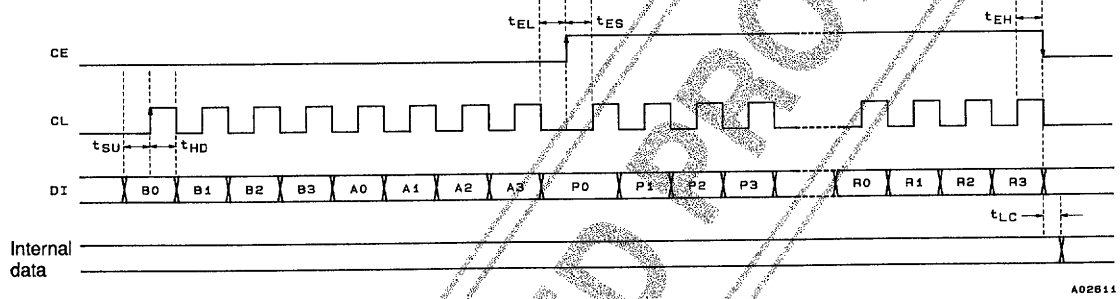 tEL tES tEH
CE
CL
tSU tHD
DI B0 B1 B2 B3 A0 A1 A2 A3 P0 P1 P2 P3 R0 R1 R2 R3
tLC
Internal
data
A02611